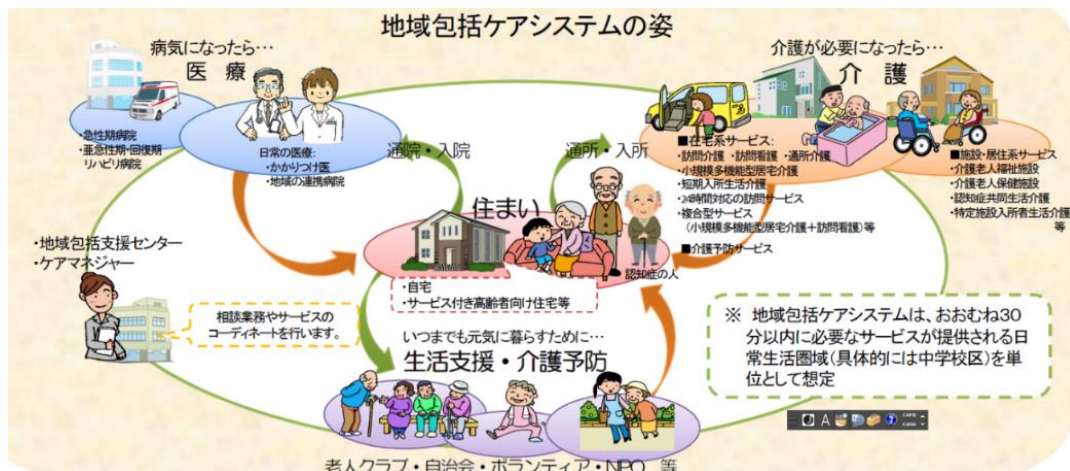 地域包括ケアシステムの姿
病気になったら…
医 療
・急性期病院
・亜急性期・回復期
リハビリ病院
日常の医療:
・かかりつけ医
・地域の連携病院
通院・入院
通所・入所
介護が必要になったら…
介 護
■在宅系サービス:
・訪問介護 ・訪問看護 ・通所介護
・小規模多機能型居宅介護
・短期入所生活介護
・24時間対応の訪問サービス
・複合型サービス
(小規模多機能型居宅介護+訪問看護)等
■介護予防サービス
■施設・居住系サービス
・介護老人福祉施設
・介護老人保健施設
・認知症共同生活介護
・特定施設入所者生活介護
等
住まい
認知症の人
・自宅
・サービス付き高齢者向け住宅等
・地域包括支援センター
・ケアマネジャー
相談業務やサービスの
コーディネートを行います。
いつまでも元気に暮らすために…
生活支援・介護予防
老人クラブ・自治会・ボランティア・NPO 等
※ 地域包括ケアシステムは、おおむね30
分以内に必要なサービスが提供される日
常生活圏域(具体的には中学校区)を単
位として想定
A
CAPS
KANA